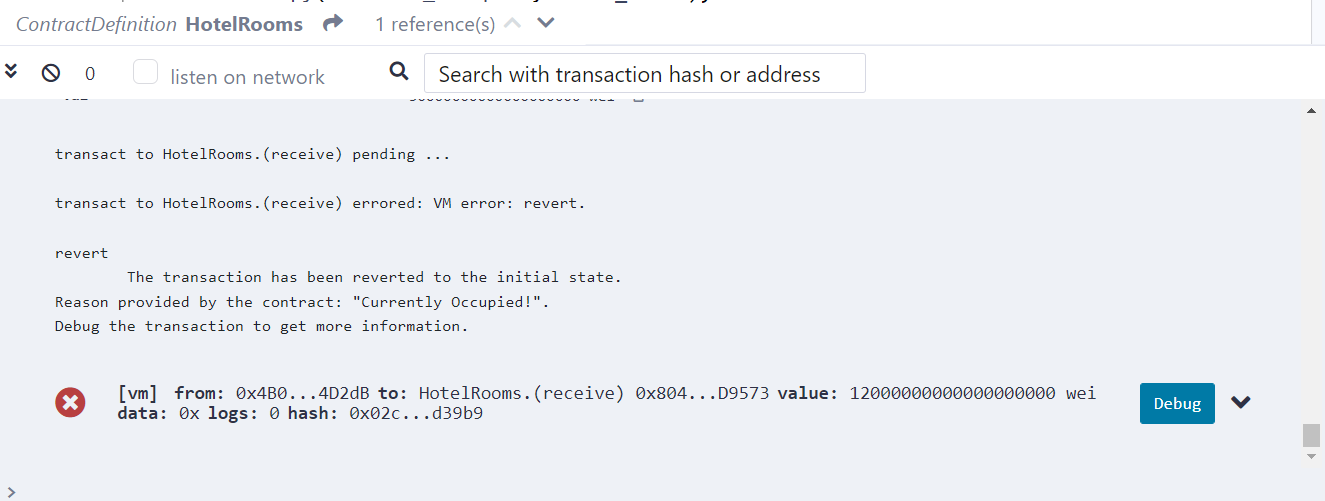 ContractDefinition HotelRooms 1 reference(s)
0 listen on network Search with transaction hash or address
transact to HotelRooms.(receive) pending ...
transact to HotelRooms.(receive) errored: VM error: revert.
revert
The transaction has been reverted to the initial state.
Reason provided by the contract: "Currently Occupied!".
Debug the transaction to get more information.
[vm] from: 0x4B0...4D2dB to: HotelRooms.(receive) 0x804...D9573 value: 12000000000000000000 wei
data: 0x logs: 0 hash: 0x02c...d39b9
Debug
>